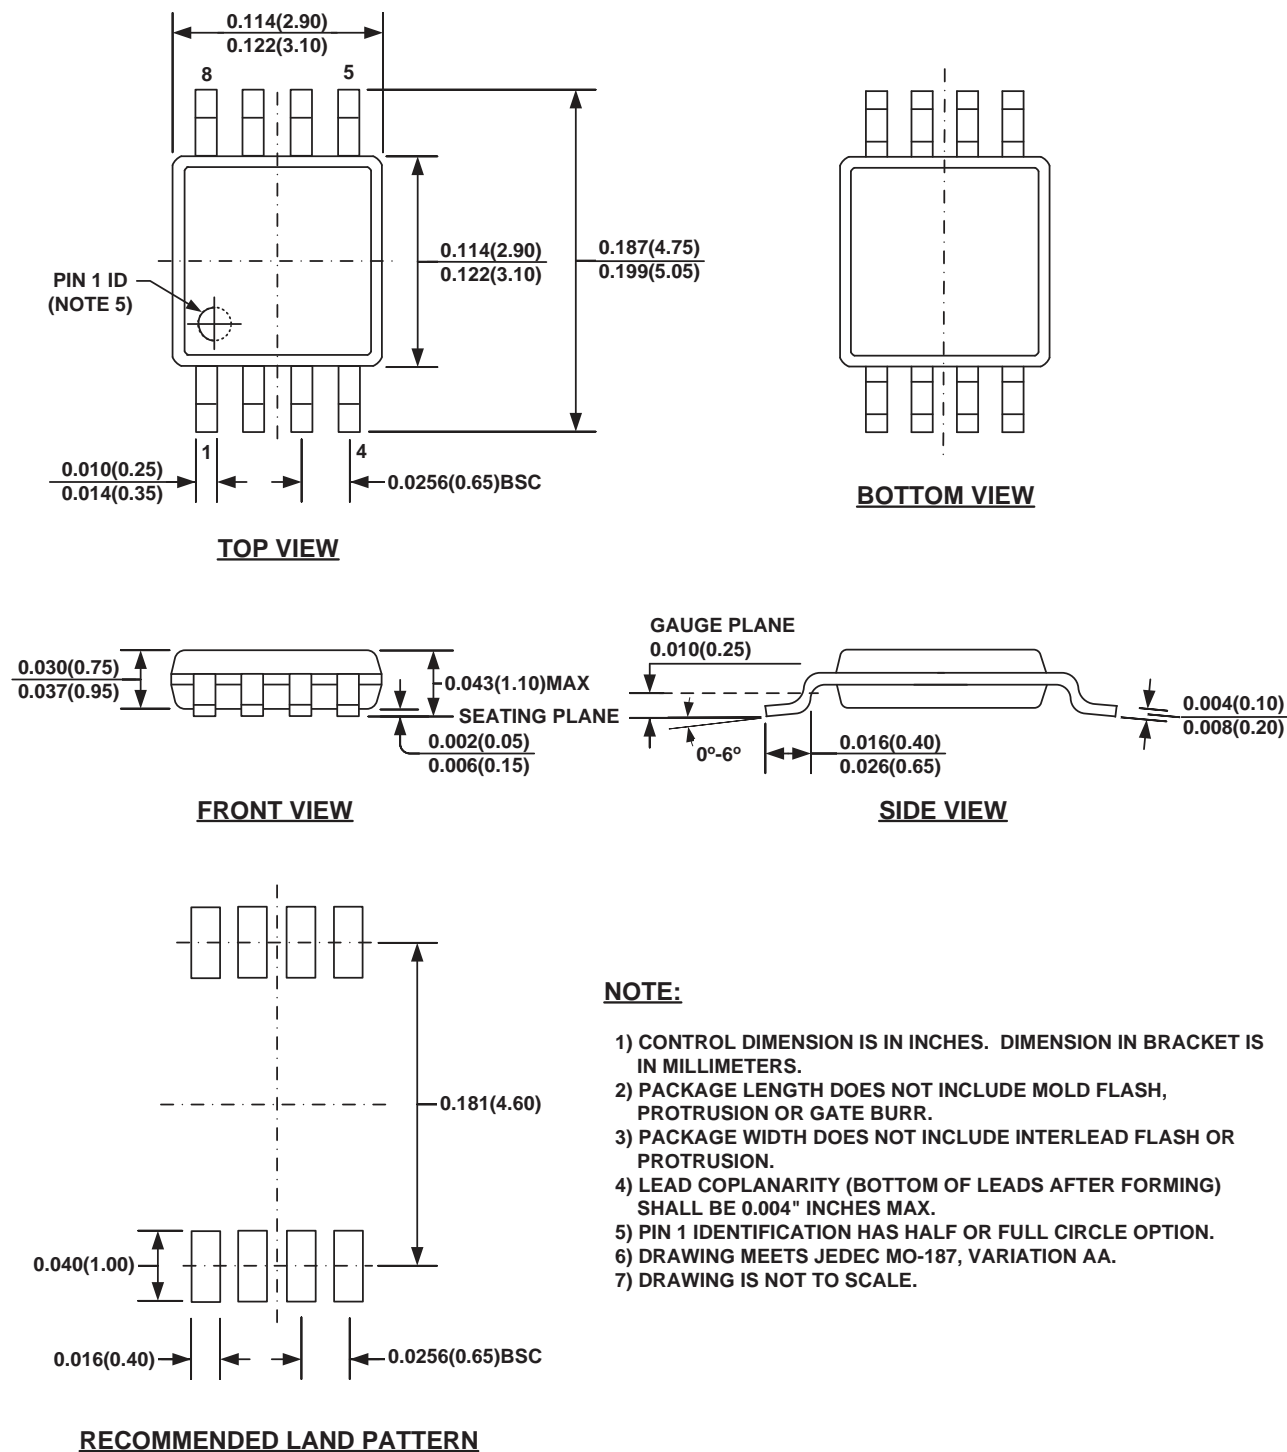 0.114(2.90)
0.122(3.10)
8
5
0.114(2.90)
0.122(3.10)
0.187(4.75)
0.199(5.05)
PIN 1 ID
(NOTE 5)
1
4
0.010(0.25)
0.014(0.35)
0.0256(0.65)BSC
TOP VIEW
BOTTOM VIEW
0.030(0.75)
0.037(0.95)
0.043(1.10)MAX
SEATING PLANE
0.002(0.05)
0.006(0.15)
FRONT VIEW
GAUGE PLANE
0.010(0.25)
0º-6º
0.016(0.40)
0.026(0.65)
0.004(0.10)
0.008(0.20)
SIDE VIEW
0.181(4.60)
0.040(1.00)
0.016(0.40)
0.0256(0.65)BSC
RECOMMENDED LAND PATTERN
NOTE:
1) CONTROL DIMENSION IS IN INCHES. DIMENSION IN BRACKET IS
IN MILLIMETERS.
2) PACKAGE LENGTH DOES NOT INCLUDE MOLD FLASH,
PROTRUSION OR GATE BURR.
3) PACKAGE WIDTH DOES NOT INCLUDE INTERLEAD FLASH OR
PROTRUSION.
4) LEAD COPLANARITY (BOTTOM OF LEADS AFTER FORMING)
SHALL BE 0.004" INCHES MAX.
5) PIN 1 IDENTIFICATION HAS HALF OR FULL CIRCLE OPTION.
6) DRAWING MEETS JEDEC MO-187, VARIATION AA.
7) DRAWING IS NOT TO SCALE.